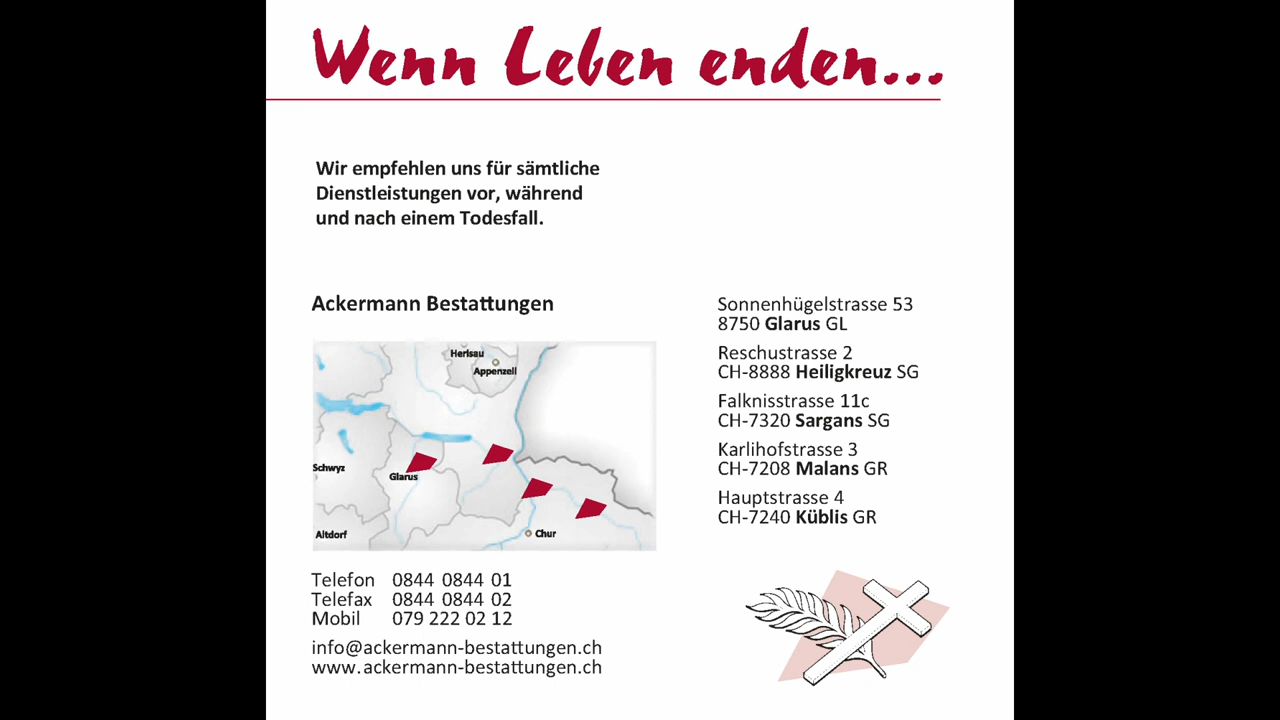 Wenn Leben enden...
Wir empfehlen uns für sämtliche
Dienstleistungen vor, während
und nach einem Todesfall.
Ackermann Bestattungen
Herisau
Appenzell
Schwyz
Glarus
Altdorf
Chur
Telefon 0844 0844 01
Telefax 0844 0844 02
Mobil 079 222 02 12
info@ackermann-bestattungen.ch
www.ackermann-bestattungen.ch
Sonnenhügelstrasse 53
8750 Glarus GL
Reschustrasse 2
CH-8888 Heiligkreuz SG
Falknisstrasse 11c
CH-7320 Sargans SG
Karlihofstrasse 3
CH-7208 Malans GR
Hauptstrasse 4
CH-7240 Küblis GR